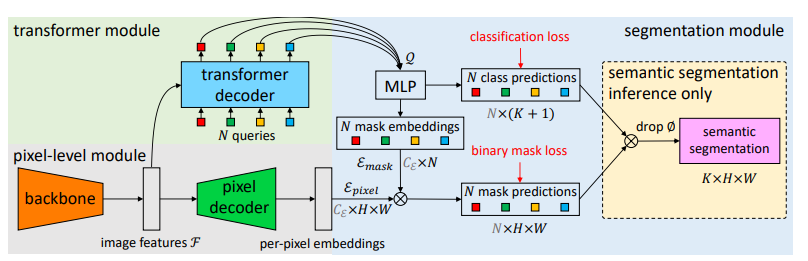 transformer module
transformer
decoder
N queries
pixel-level module
backbone
image features ℱ
pixel
decoder
per-pixel embeddings
segmentation module
classification loss
𝒬
MLP
N class predictions
N×(K + 1)
N mask embeddings
ℰmask
Cℰ×N
ℰpixel
Cℰ×H×W
binary mask loss
N mask predictions
N×H×W
semantic segmentation
inference only
drop ∅
semantic
segmentation
K×H×W